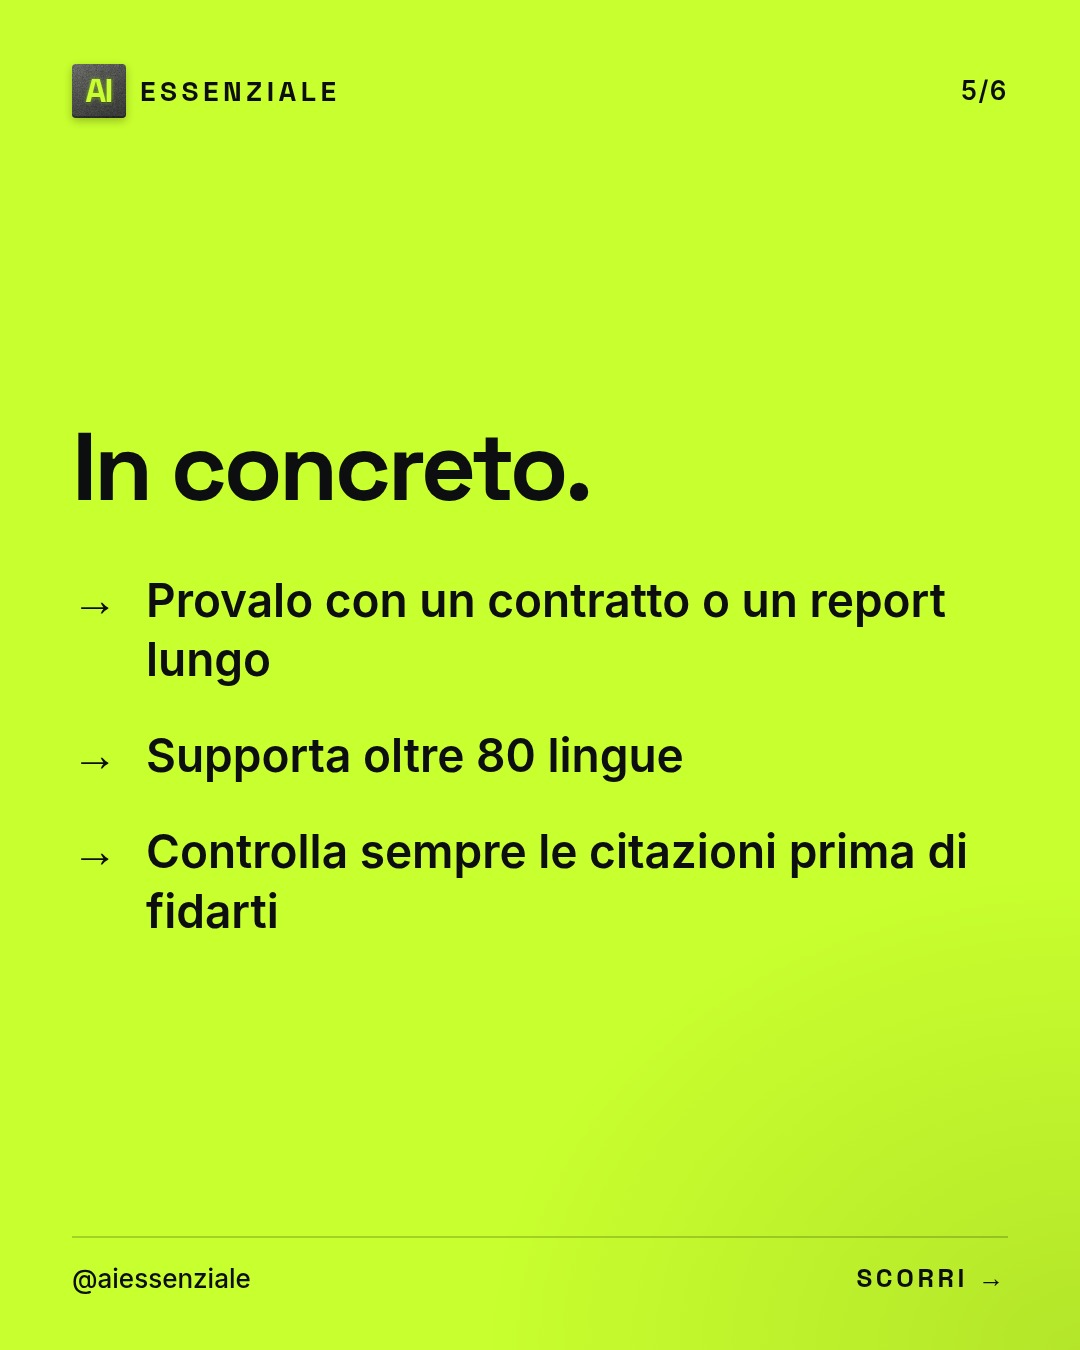 AI ESSENZIALE
5/6
In concreto.
→ Provalo con un contratto o un report
lungo
→ Supporta oltre 80 lingue
→ Controlla sempre le citazioni prima di
fidarti
@aiessenziale
SCORRI →